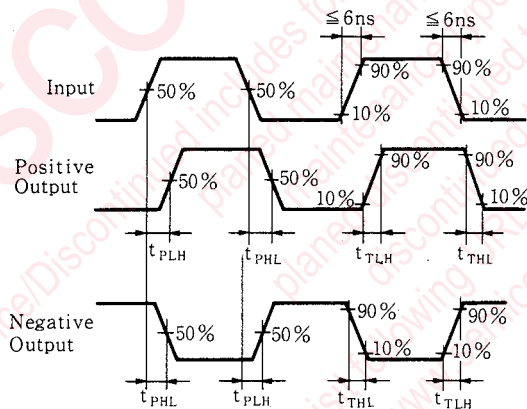 ≦6ns ≦6ns
Input 50% 50% 90% 90%
10% 10%
Positive
Output 50% 50% 90% 90%
10% 10%
tPLH tPHL tTLH tTHL
Negative
Output 50% 50% 90% 90%
10% 10%
tPHL tPLH tTHL tTLH